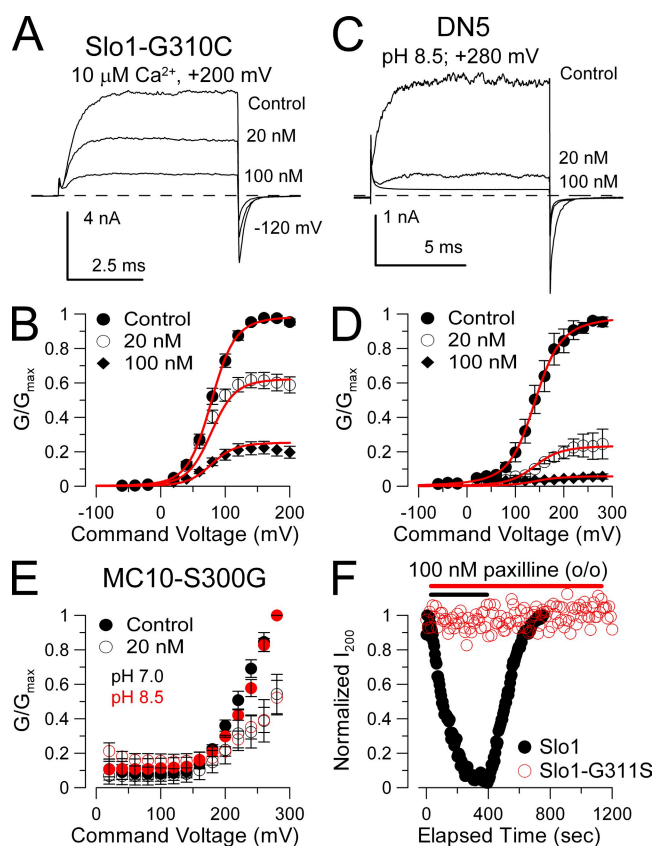 A
Slo1-G310C
10 μM Ca²⁺, +200 mV
Control
20 nM
100 nM
-120 mV
4 nA
2.5 ms
C
DN5
pH 8.5; +280 mV
Control
20 nM
100 nM
1 nA
5 ms
B
Control
20 nM
100 nM
G/Gmax
1
0.8
0.6
0.4
0.2
0
-100 0 100 200
Command Voltage (mV)
D
Control
20 nM
100 nM
G/Gmax
1
0.8
0.6
0.4
0.2
0
-100 0 100 200 300
Command Voltage (mV)
E
MC10-S300G
Control
20 nM
pH 7.0
pH 8.5
G/Gmax
1
0.8
0.6
0.4
0.2
0
0 100 200 300
Command Voltage (mV)
F
100 nM paxilline (o/o)
Normalized I200
1
0.8
0.6
0.4
0.2
0
Slo1
Slo1-G311S
0 400 800 1200
Elapsed Time (sec)